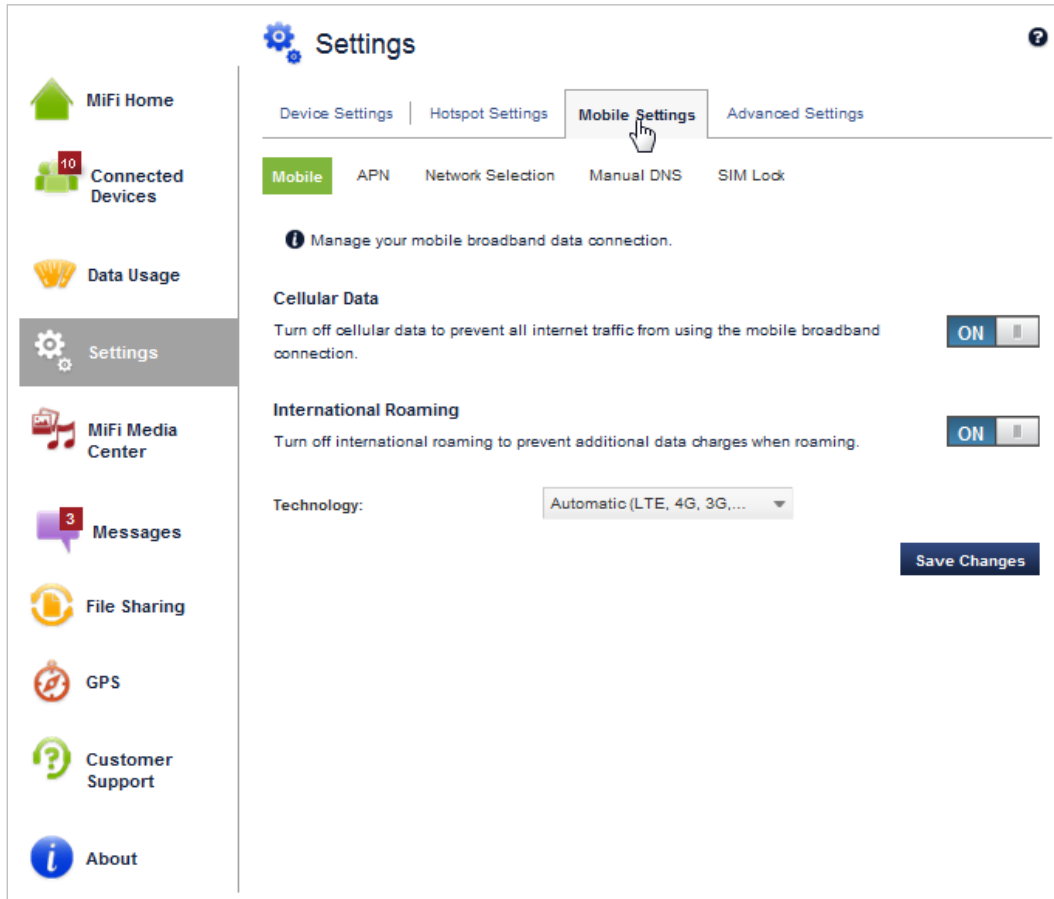 Settings
MiFi Home
10
Connected
Devices
Data Usage
Settings
MiFi Media
Center
3
Messages
File Sharing
GPS
Customer
Support
About
Device Settings
Hotspot Settings
Mobile Settings
Advanced Settings
Mobile
APN
Network Selection
Manual DNS
SIM Lock
Manage your mobile broadband data connection.
Cellular Data
Turn off cellular data to prevent all internet traffic from using the mobile broadband
connection.
ON
International Roaming
Turn off international roaming to prevent additional data charges when roaming.
ON
Technology:
Automatic (LTE, 4G, 3G,...
Save Changes